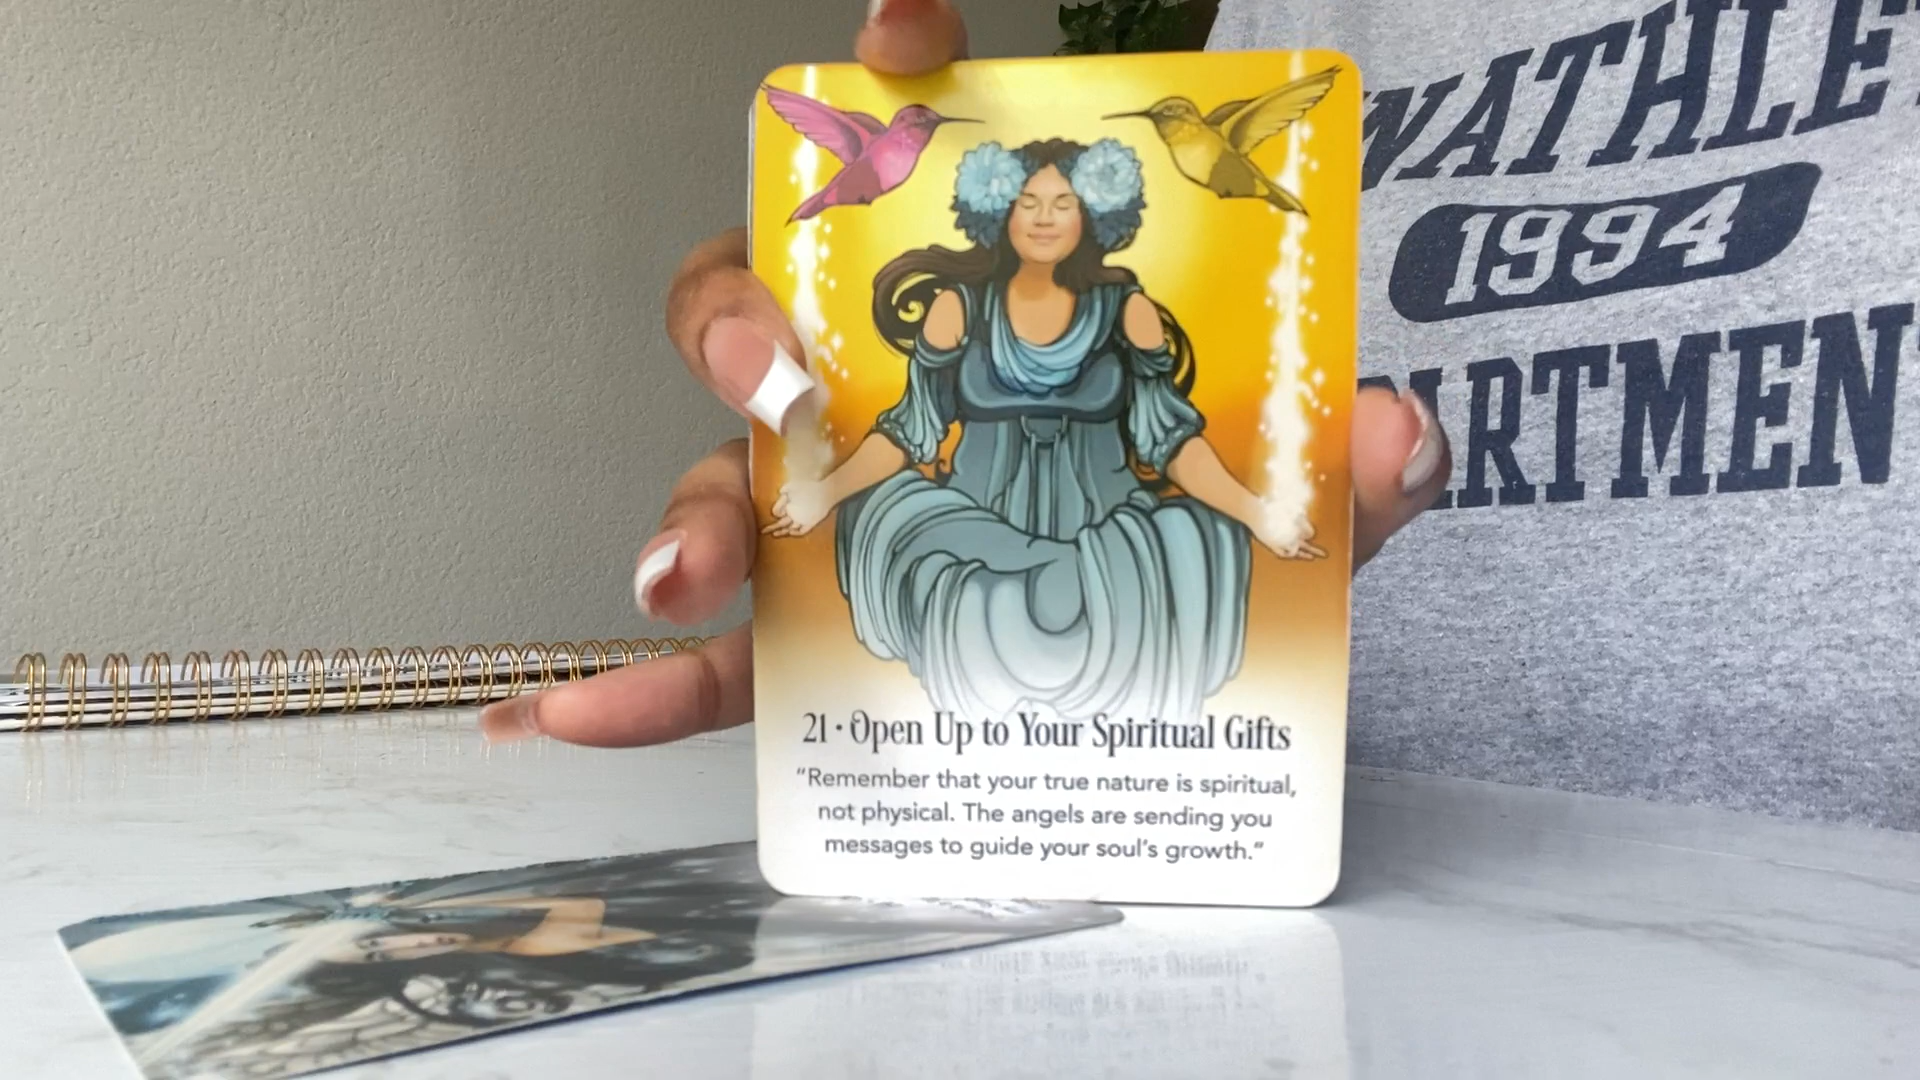 1994
21 · Open Up to Your Spiritual Gifts
“Remember that your true nature is spiritual,
not physical. The angels are sending you
messages to guide your soul’s growth.”